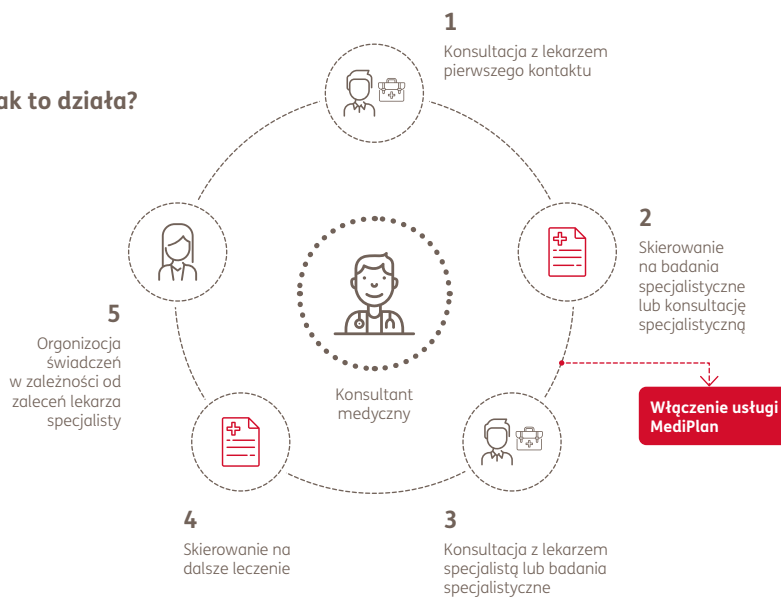 ak to działa?
1
Konsultacja z lekarzem
pierwszego kontaktu
2
Skierowanie
na badania
specjalistyczne
lub konsultację
specjalistyczną
Włączenie usługi
MediPlan
3
Konsultacja z lekarzem
specjalistą lub badania
specjalistyczne
4
Skierowanie na
dalsze leczenie
5
Orgonizocja
świadczeń
w zależności od
zaleceń lekarza
specjalisty
Konsultant
medyczny